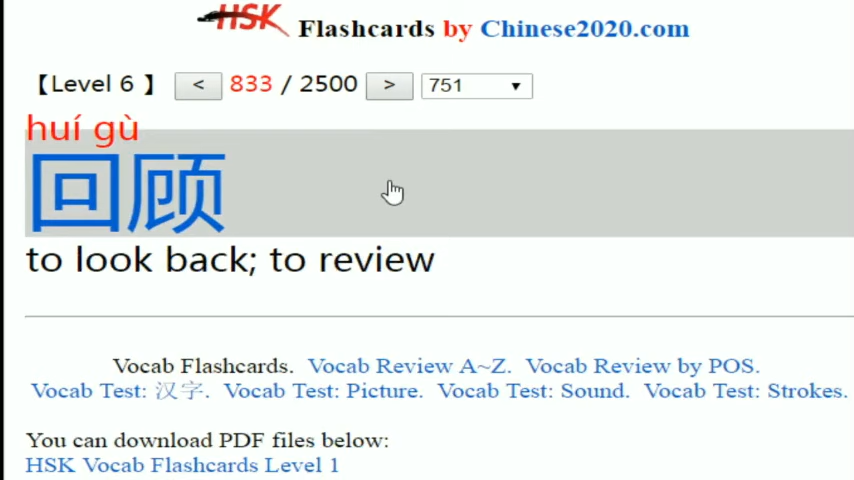 HSK Flashcards by Chinese2020.com
【Level 6 】 < 833 / 2500 > 751
huí gù
回顾
to look back; to review
Vocab Flashcards. Vocab Review A~Z. Vocab Review by POS.
Vocab Test: 汉字. Vocab Test: Picture. Vocab Test: Sound. Vocab Test: Strokes.
You can download PDF files below:
HSK Vocab Flashcards Level 1